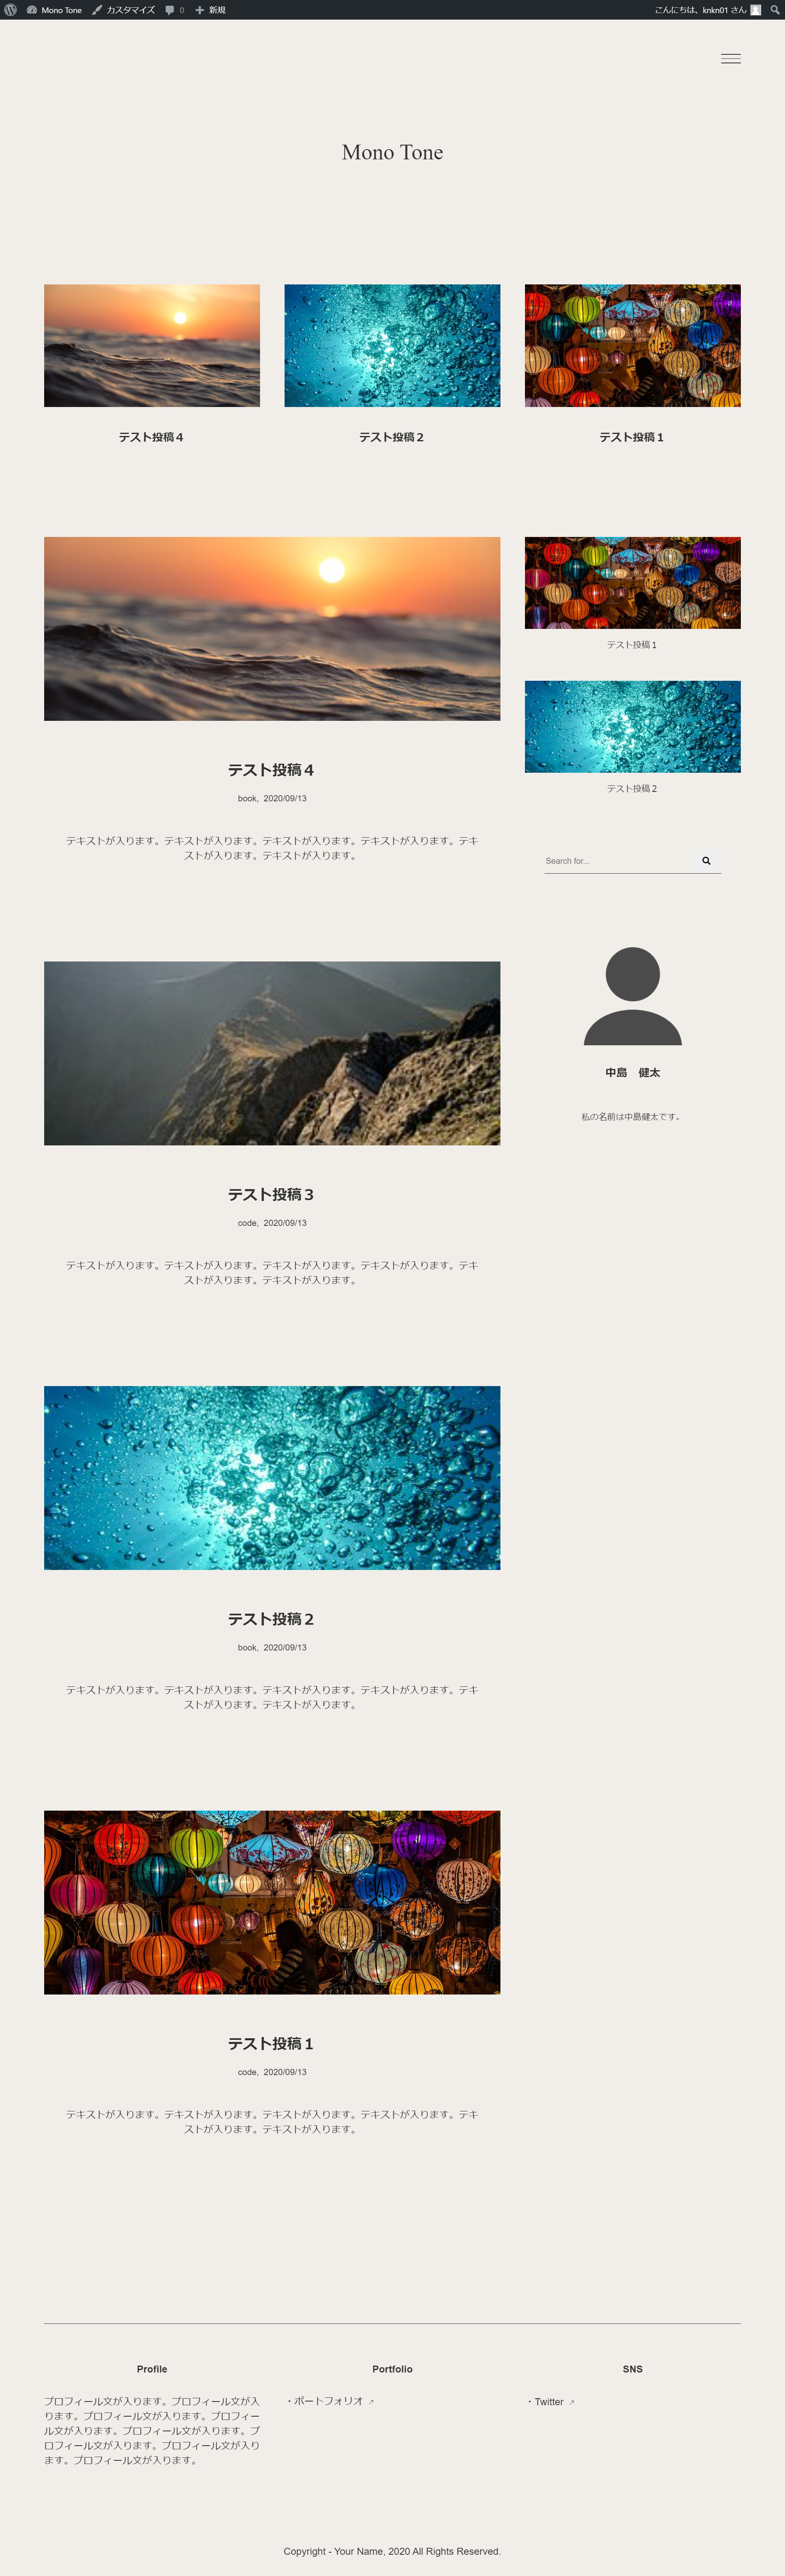 Mono Tone カスタマイズ 0 新規 こんにちは、knkn01 さん
Mono Tone
テスト投稿４ テスト投稿２ テスト投稿１
テスト投稿４
book, 2020/09/13
テキストが入ります。テキストが入ります。テキストが入ります。テキストが入ります。テキ
ストが入ります。テキストが入ります。
テスト投稿３
code, 2020/09/13
テキストが入ります。テキストが入ります。テキストが入ります。テキストが入ります。テキ
ストが入ります。テキストが入ります。
テスト投稿２
book, 2020/09/13
テキストが入ります。テキストが入ります。テキストが入ります。テキストが入ります。テキ
ストが入ります。テキストが入ります。
テスト投稿１
code, 2020/09/13
テキストが入ります。テキストが入ります。テキストが入ります。テキストが入ります。テキ
ストが入ります。テキストが入ります。
テスト投稿１
テスト投稿２
Search for...
中島　健太
私の名前は中島健太です。
Profile
プロフィール文が入ります。プロフィール文が入
ります。プロフィール文が入ります。プロフィー
ル文が入ります。プロフィール文が入ります。プ
ロフィール文が入ります。プロフィール文が入り
ます。プロフィール文が入ります。
Portfolio
・ポートフォリオ ↗
SNS
・Twitter ↗
Copyright - Your Name, 2020 All Rights Reserved.